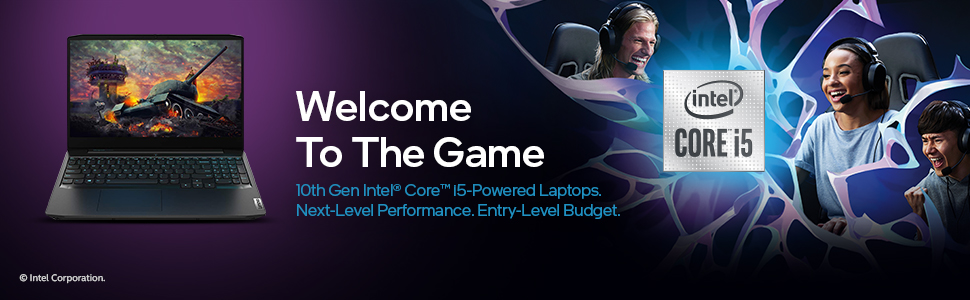 Welcome
To The Game
10th Gen Intel® Core™ i5-Powered Laptops.
Next-Level Performance. Entry-Level Budget.
intel®
CORE™ i5
© Intel Corporation.